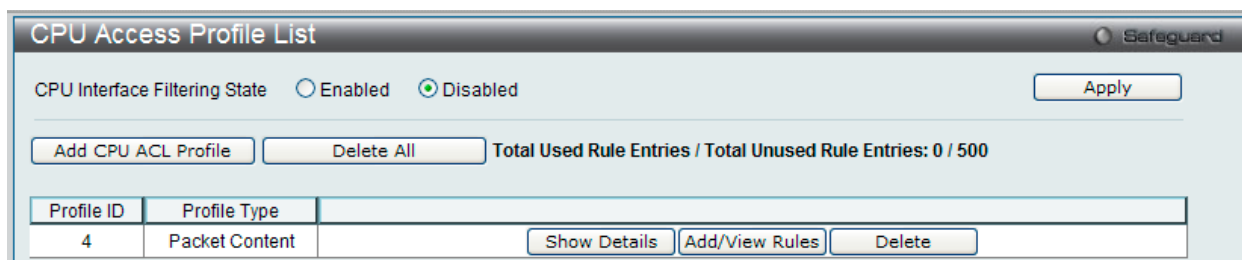 CPU Access Profile List Safeguard
CPU Interface Filtering State Enabled Disabled Apply
Add CPU ACL Profile Delete All Total Used Rule Entries / Total Unused Rule Entries: 0 / 500
Profile ID Profile Type
4 Packet Content Show Details Add/View Rules Delete